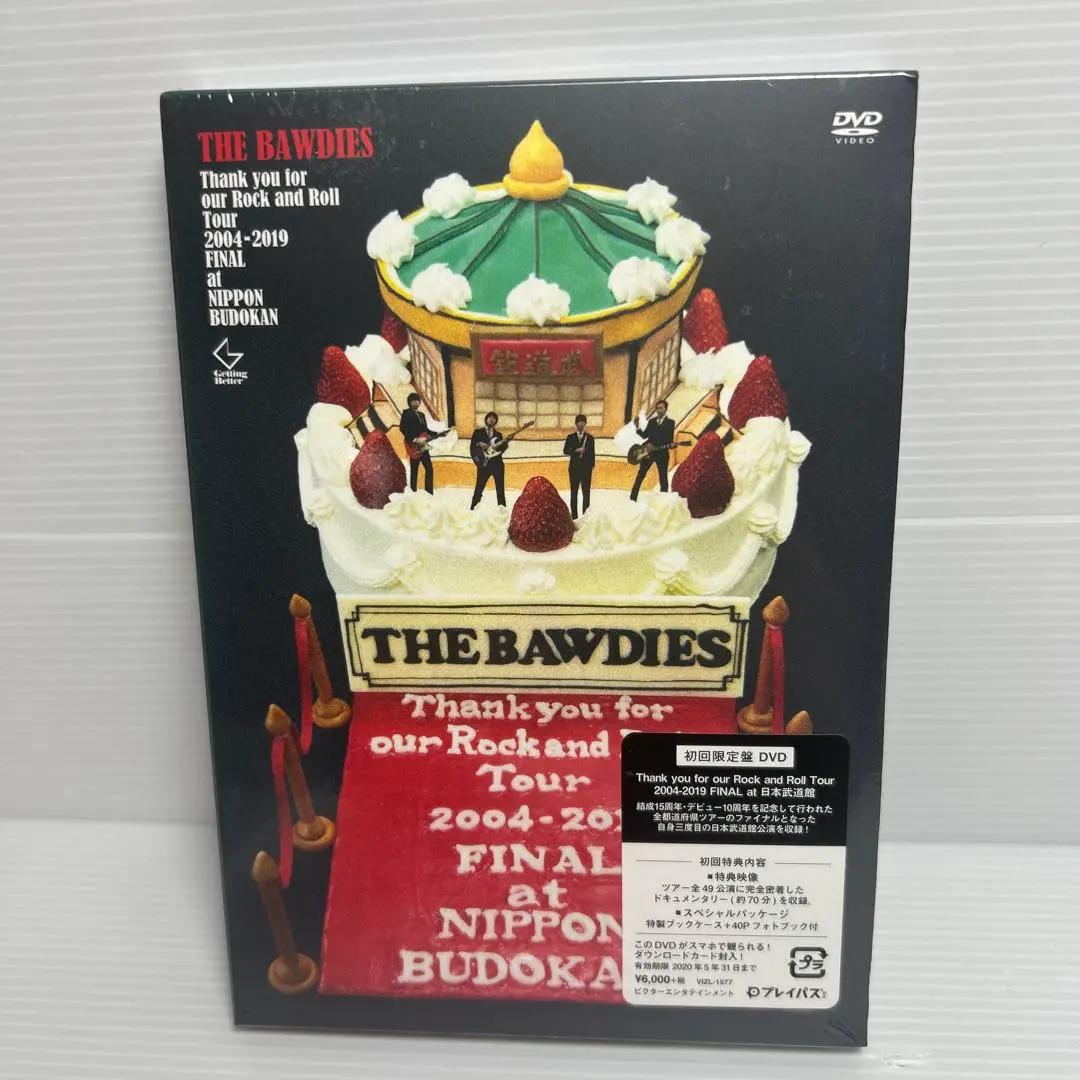 THE BAWDIES
Thank you for
our Rock and Roll
Tour
2004-2019
FINAL
at
NIPPON
BUDOKAN
Getting
Better
DVD
VIDEO
館道武
THE BAWDIES
Thank you for
our Rock and
Tour
2004-20
FINAL
at
NIPPON
BUDOKA
初回限定盤 DVD
Thank you for our Rock and Roll Tour
2004-2019 FINAL at 日本武道館
結成15周年・デビュー10周年を記念して行われた
全都道府県ツアーのファイナルとなった
自身三度目の日本武道館公演を収録!
初回特典内容
■特典映像
ツアー全49公演に完全密着した
ドキュメンタリー(約70分)を収録。
■スペシャルパッケージ
特製ブックケース+40Pフォトブック付
このDVDがスマホで観られる!
ダウンロードカード封入!
有効期限 2020年5月31日まで
¥6,000+税 VIZL-1577
ビクターエンタテインメント
プラ
プレイパス